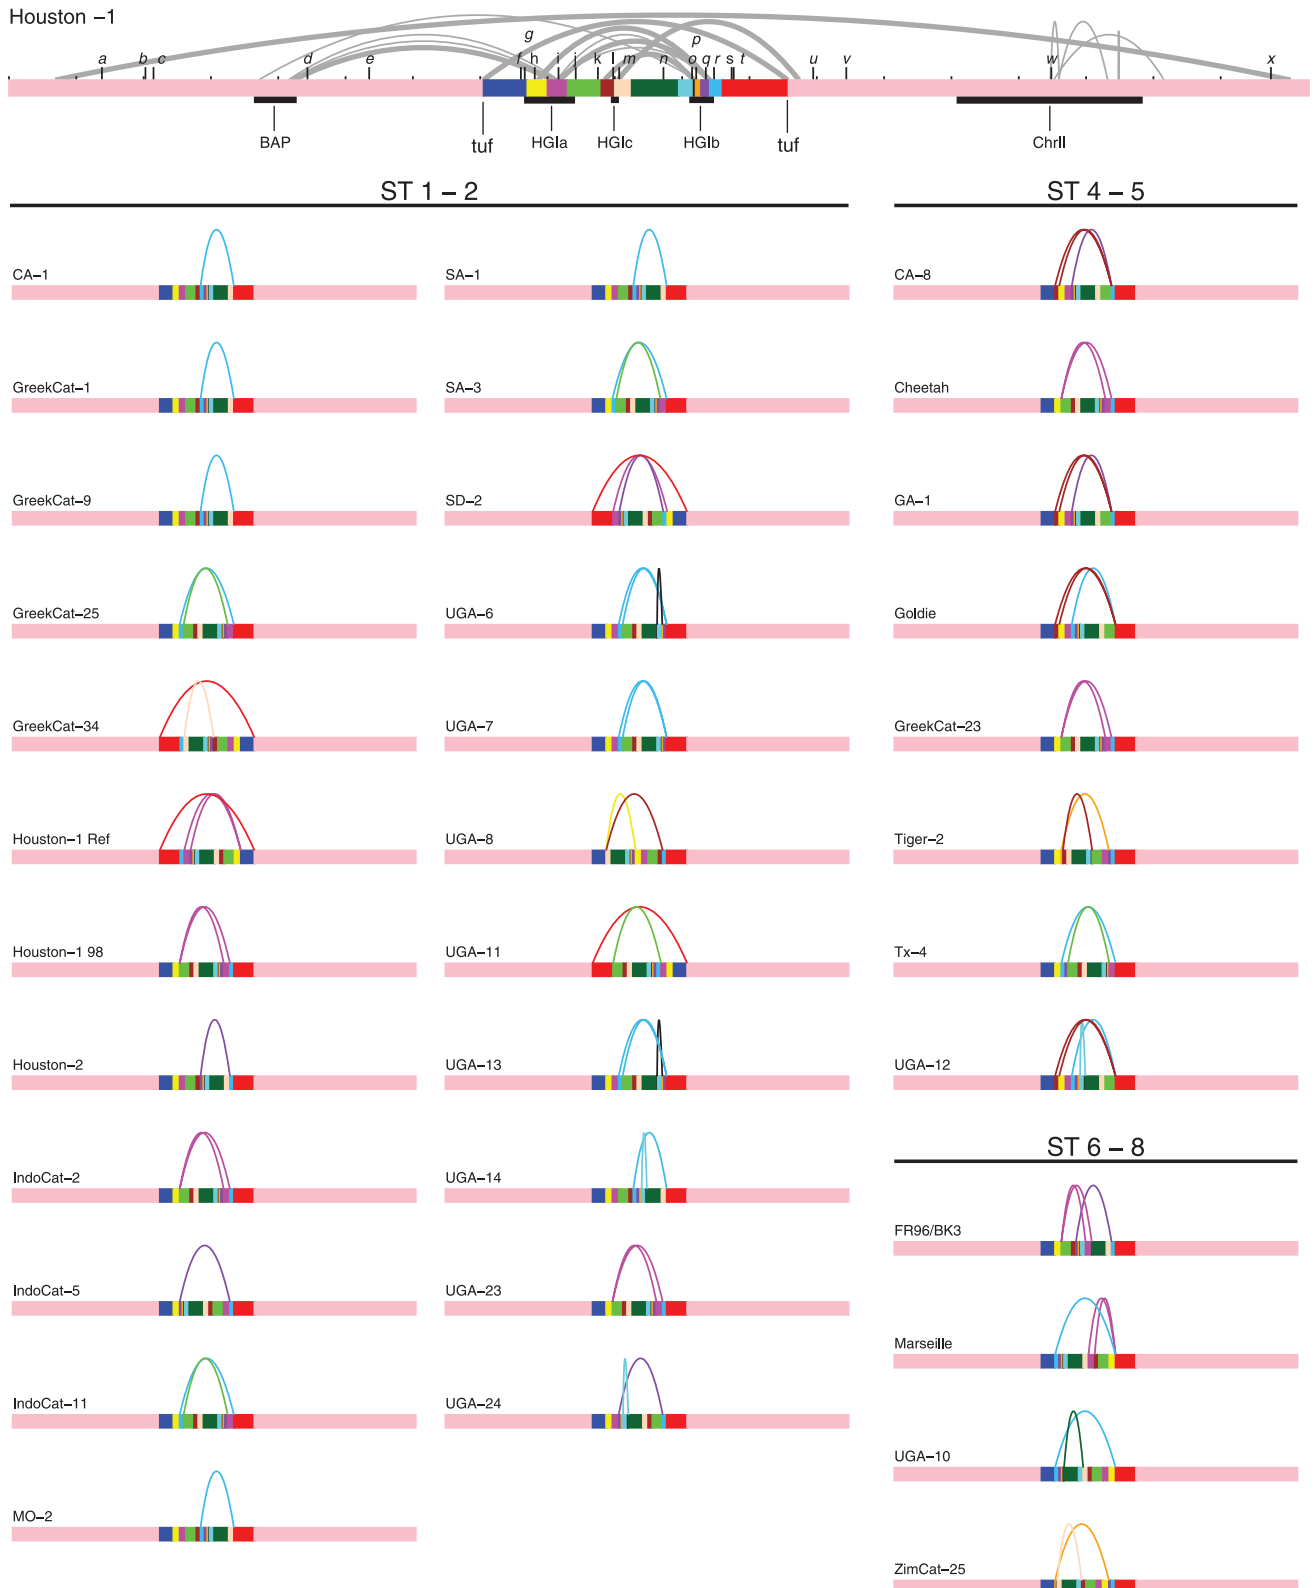 Houston –1
a b c d e f g h i j k l m n o p q r s t u v w x
BAP tuf HGIa HGIc HGIb tuf ChrII
ST 1 – 2
CA–1
GreekCat–1
GreekCat–9
GreekCat–25
GreekCat–34
Houston–1 Ref
Houston–1 98
Houston–2
IndoCat–2
IndoCat–5
IndoCat–11
MO–2
SA–1
SA–3
SD–2
UGA–6
UGA–7
UGA–8
UGA–11
UGA–13
UGA–14
UGA–23
UGA–24
ST 4 – 5
CA–8
Cheetah
GA–1
Goldie
GreekCat–23
Tiger–2
Tx–4
UGA–12
ST 6 – 8
FR96/BK3
Marseille
UGA–10
ZimCat–25